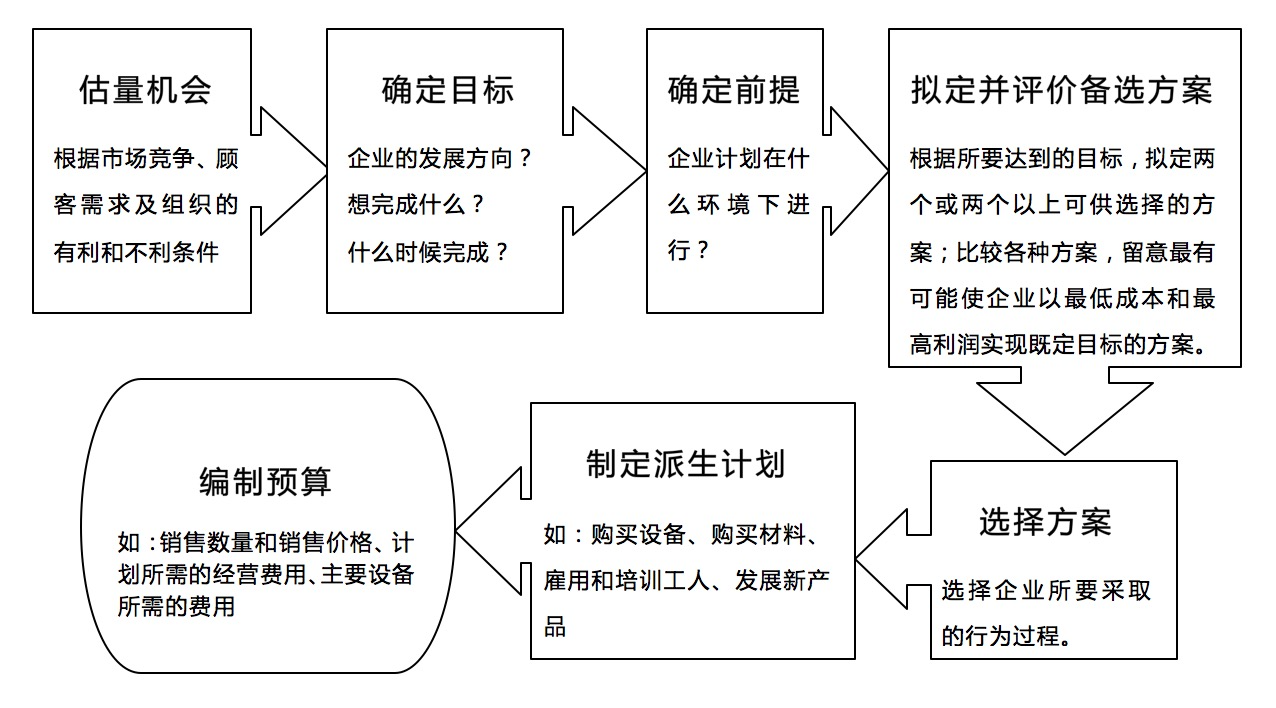 估量机会
根据市场竞争、顾
客需求及组织的
有利和不利条件
确定目标
企业的发展方向？
想完成什么？
什么时候完成？
确定前提
企业计划在什
么环境下进
行？
拟定并评价备选方案
根据所要达到的目标，拟定两
个或两个以上可供选择的方
案；比较各种方案，留意最有
可能使企业以最低成本和最
高利润实现既定目标的方案。
选择方案
选择企业所要采取
的行为过程。
制定派生计划
如：购买设备、购买材料、
雇用和培训工人、发展新产
品
编制预算
如：销售数量和销售价格、计
划所需的经营费用、主要设备
所需的费用